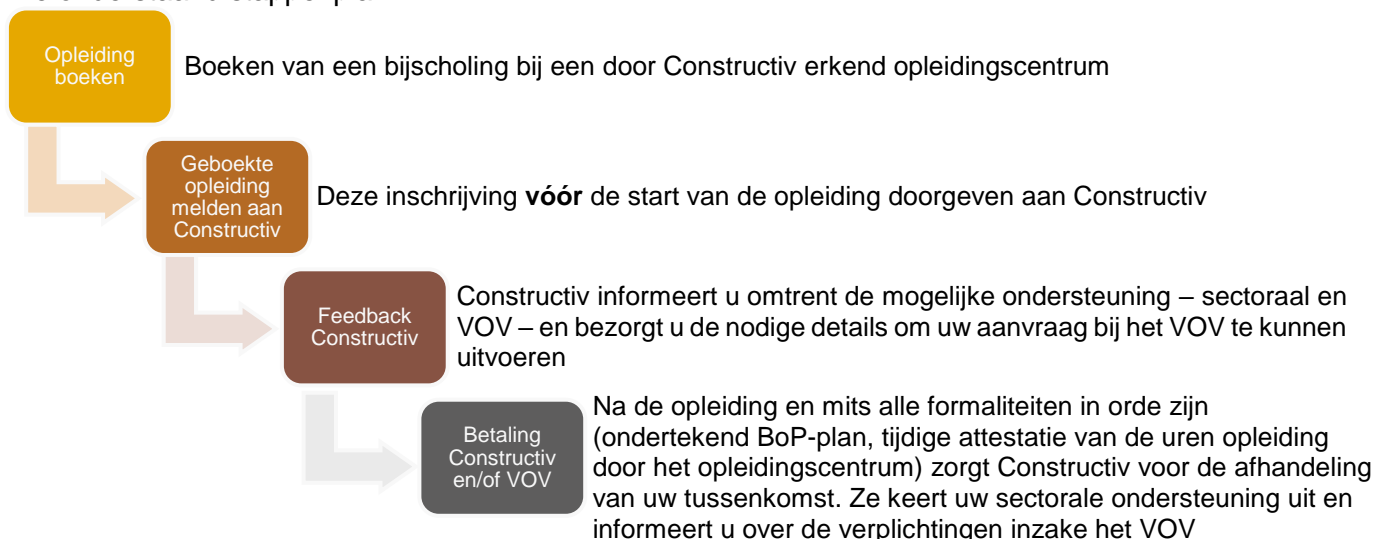 Opleiding
boeken
Boeken van een bijscholing bij een door Constructiv erkend opleidingscentrum
Geboekte
opleiding
melden aan
Constructiv
Deze inschrijving vóór de start van de opleiding doorgeven aan Constructiv
Feedback
Constructiv
Constructiv informeert u omtrent de mogelijke ondersteuning – sectoraal en
VOV – en bezorgt u de nodige details om uw aanvraag bij het VOV te kunnen
uitvoeren
Betaling
Constructiv
en/of VOV
Na de opleiding en mits alle formaliteiten in orde zijn
(ondertekend BoP-plan, tijdige attestatie van de uren opleiding
door het opleidingscentrum) zorgt Constructiv voor de afhandeling
van uw tussenkomst. Ze keert uw sectorale ondersteuning uit en
informeert u over de verplichtingen inzake het VOV